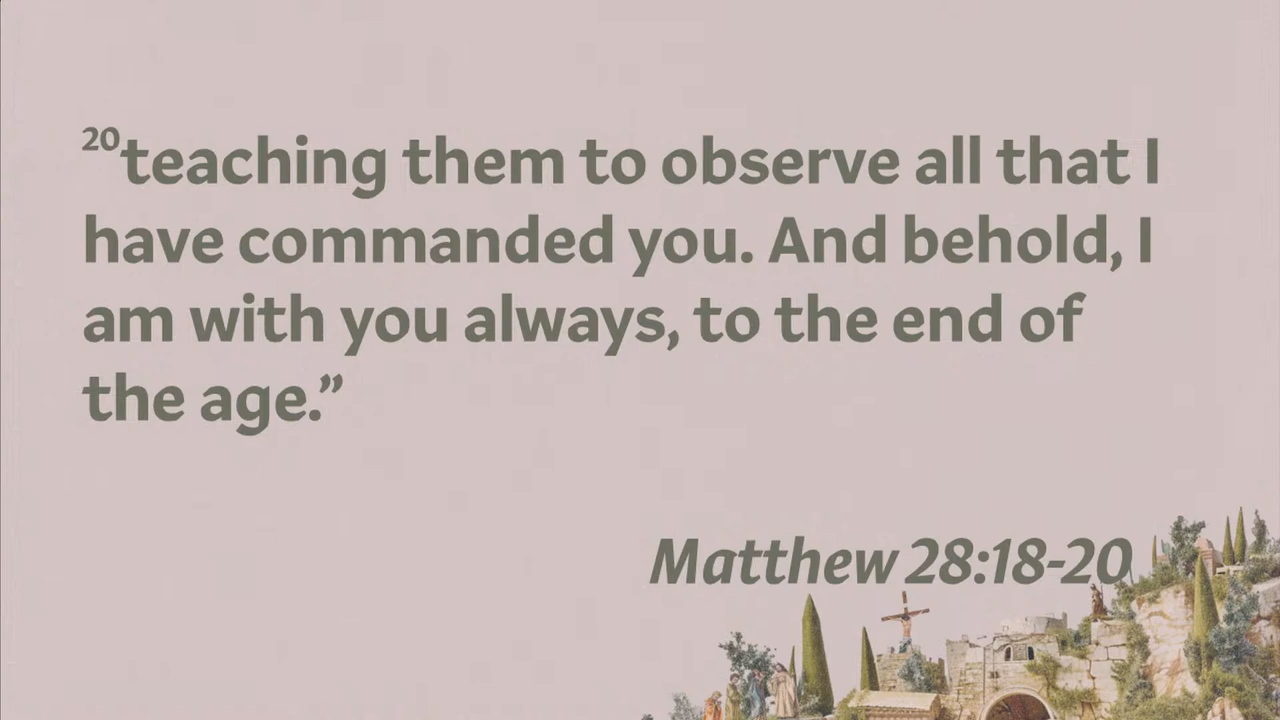 20teaching them to observe all that I
have commanded you. And behold, I
am with you always, to the end of
the age.”
Matthew 28:18-20